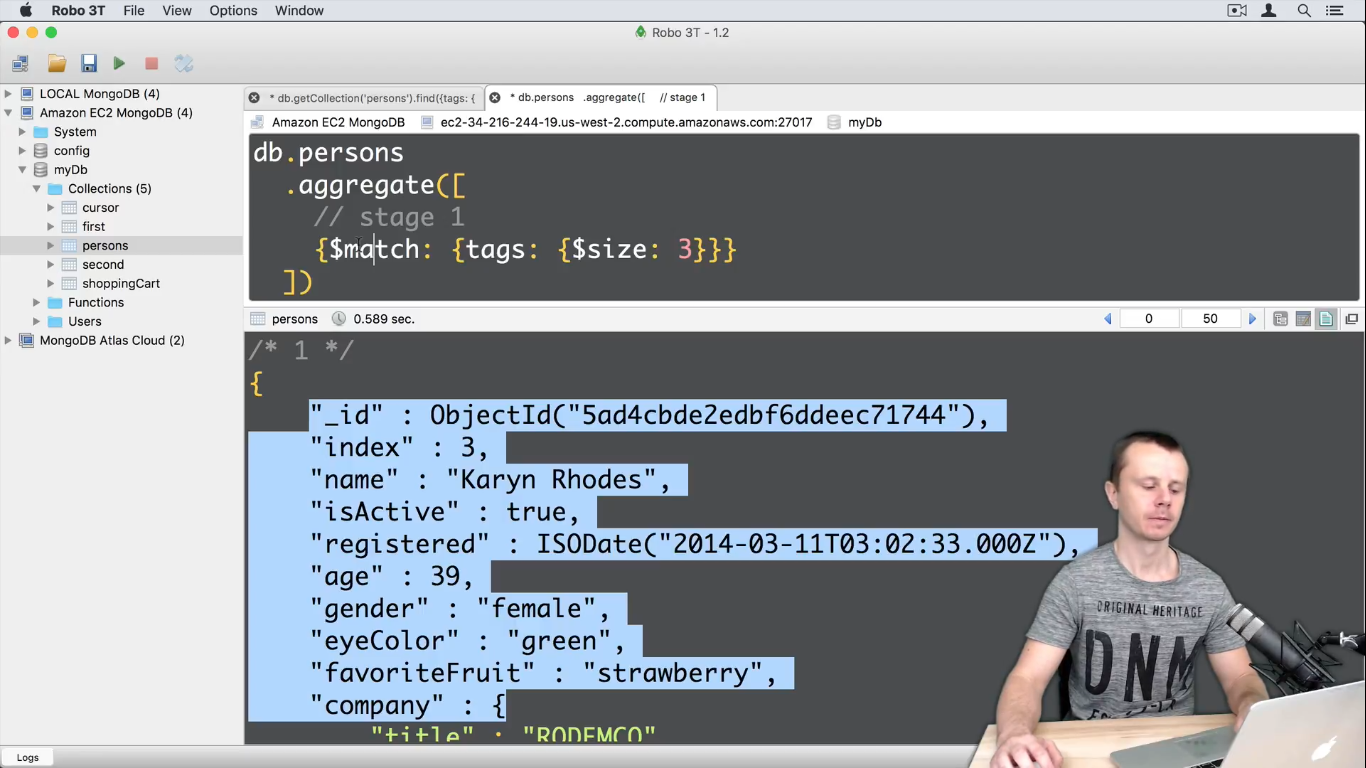 Robo 3T File View Options Window
Robo 3T - 1.2
LOCAL MongoDB (4)
Amazon EC2 MongoDB (4)
System
config
myDb
Collections (5)
cursor
first
persons
second
shoppingCart
Functions
Users
MongoDB Atlas Cloud (2)
* db.getCollection('persons').find({tags: {
* db.persons .aggregate([ // stage 1
Amazon EC2 MongoDB ec2-34-216-244-19.us-west-2.compute.amazonaws.com:27017 myDb
db.persons
.aggregate([
// stage 1
{$match: {tags: {$size: 3}}}
])
persons 0.589 sec. 0 50
/* 1 */
{
"_id" : ObjectId("5ad4cbde2edbf6ddeec71744"),
"index" : 3,
"name" : "Karyn Rhodes",
"isActive" : true,
"registered" : ISODate("2014-03-11T03:02:33.000Z"),
"age" : 39,
"gender" : "female",
"eyeColor" : "green",
"favoriteFruit" : "strawberry",
"company" : {
"title" : "RODEMCO"
ORIGINAL HERITAGE
DNM
Logs